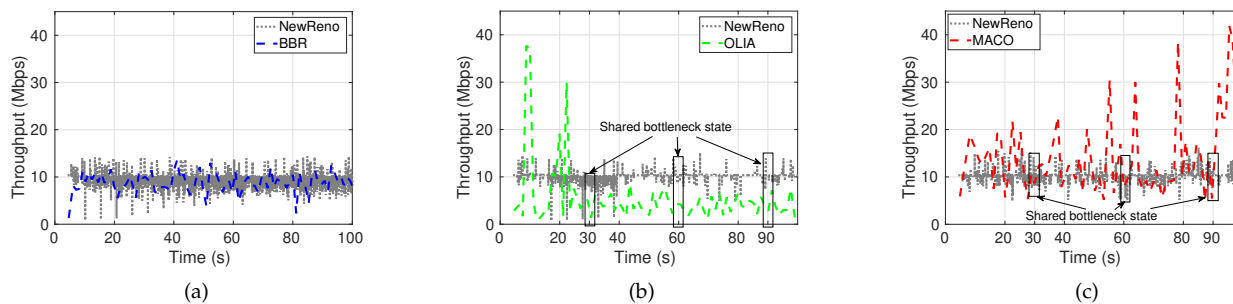 NewReno
BBR
Throughput (Mbps)
40
30
20
10
0
0 20 40 60 80 100
Time (s)
(a)
NewReno
OLIA
Shared bottleneck state
Throughput (Mbps)
40
30
20
10
0
0 20 30 40 60 80 90
Time (s)
(b)
NewReno
MACO
Shared bottleneck state
Throughput (Mbps)
40
30
20
10
0
0 20 30 40 60 80 90
Time (s)
(c)